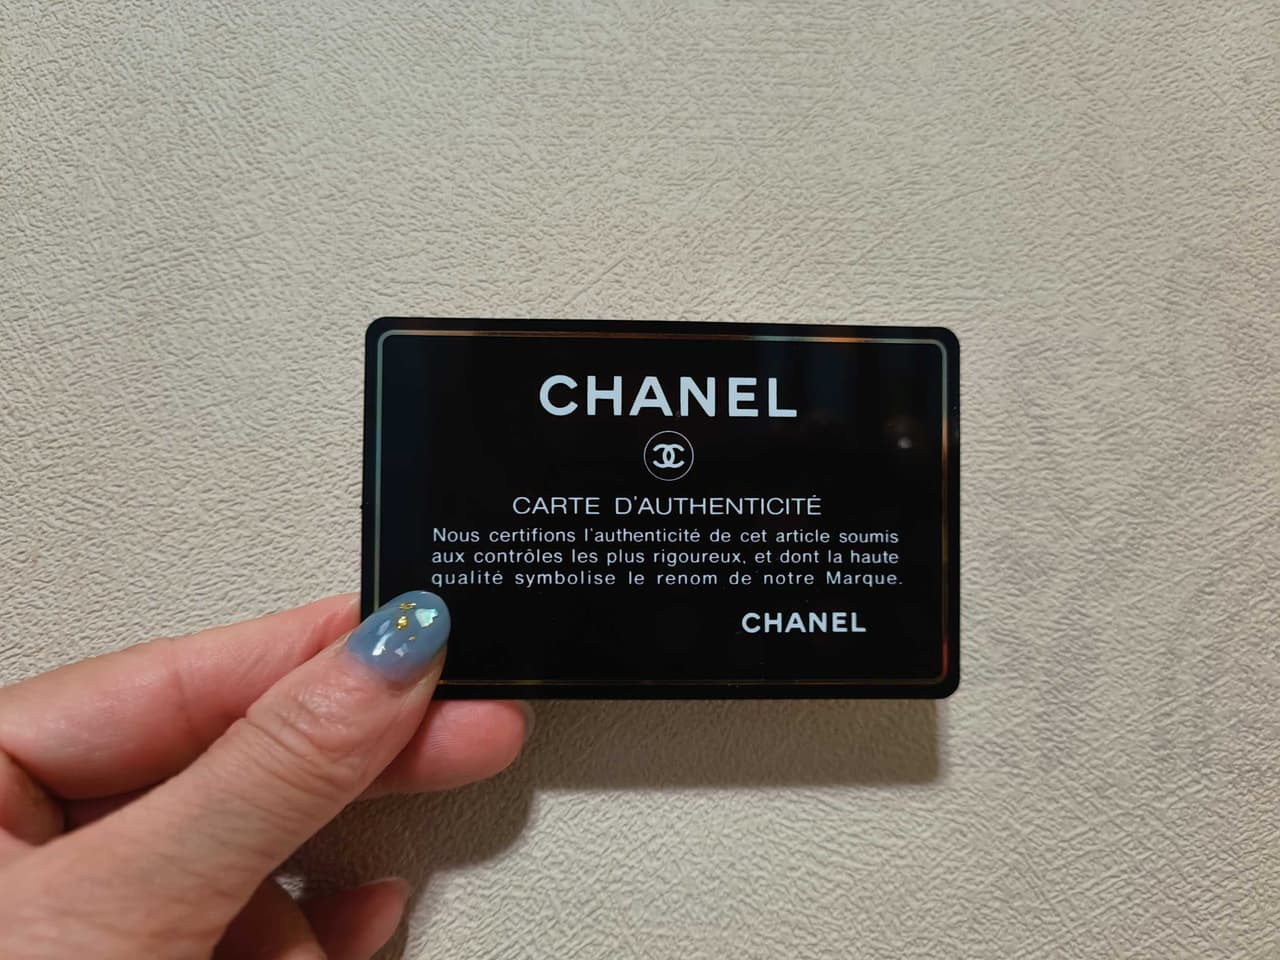 CHANEL
CARTE D'AUTHENTICITÉ
Nous certifions l'authenticité de cet article soumis
aux contrôles les plus rigoureux, et dont la haute
qualité symbolise le renom de notre Marque.
CHANEL